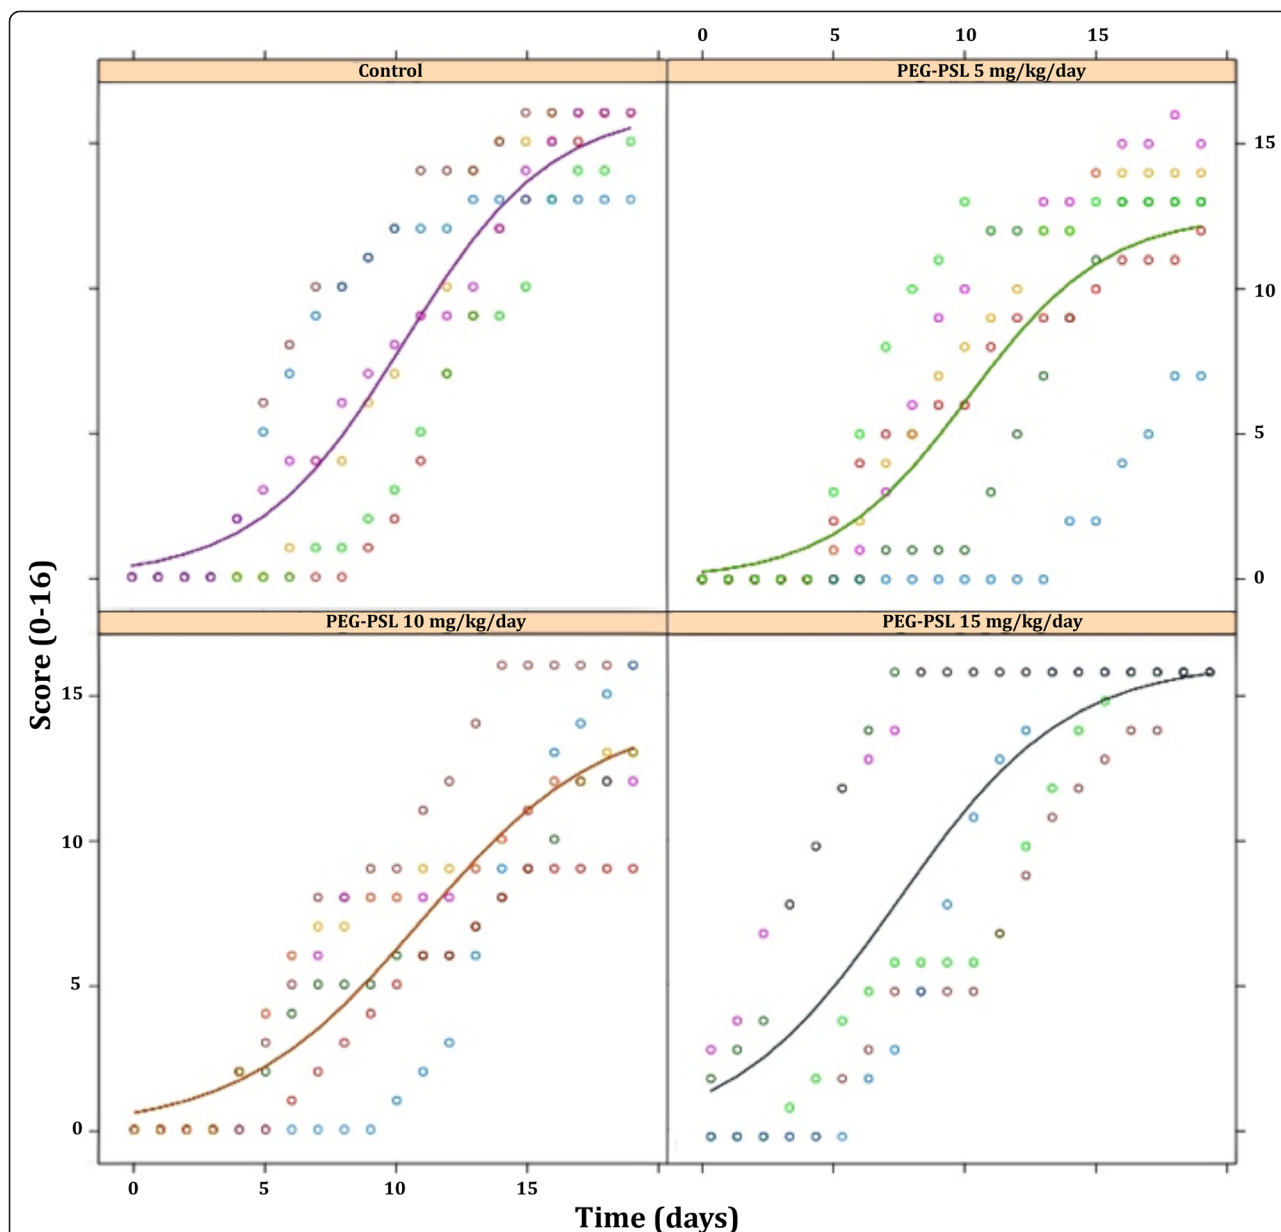 0 5 10 15
Control PEG-PSL 5 mg/kg/day
15
10
5
0
PEG-PSL 10 mg/kg/day PEG-PSL 15 mg/kg/day
Score (0-16)
15
10
5
0
0 5 10 15
Time (days)